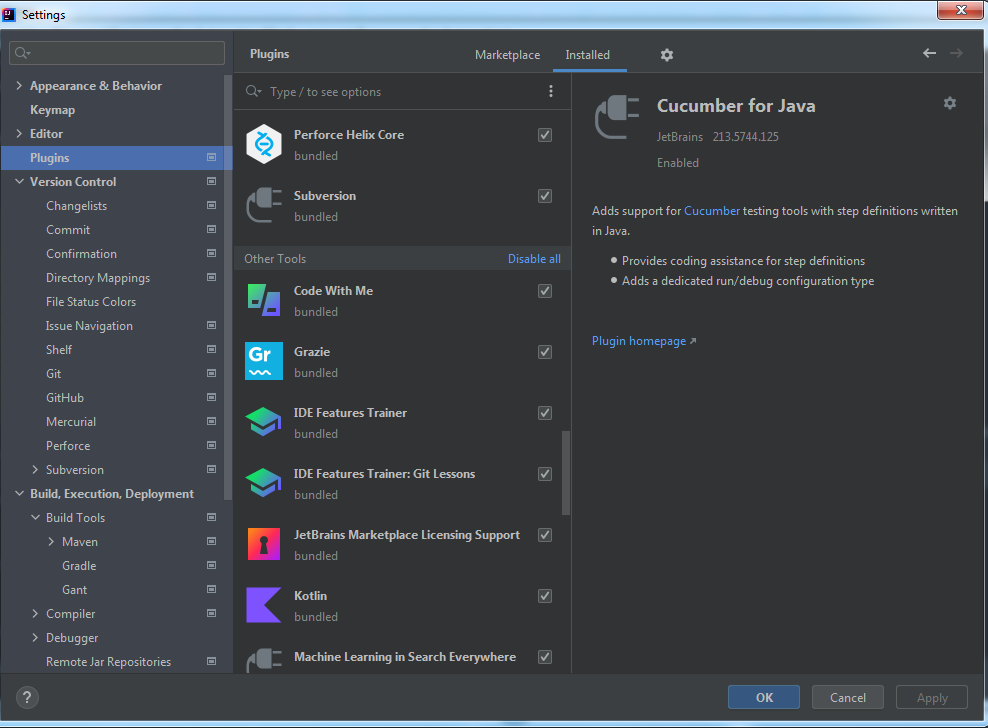 Settings
Appearance & Behavior
Keymap
Editor
Plugins
Version Control
Changelists
Commit
Confirmation
Directory Mappings
File Status Colors
Issue Navigation
Shelf
Git
GitHub
Mercurial
Perforce
Subversion
Build, Execution, Deployment
Build Tools
Maven
Gradle
Gant
Compiler
Debugger
Remote Jar Repositories
Plugins
Marketplace
Installed
Type / to see options
Perforce Helix Core
bundled
Subversion
bundled
Other Tools Disable all
Code With Me
bundled
Gr
Grazie
bundled
IDE Features Trainer
bundled
IDE Features Trainer: Git Lessons
bundled
JetBrains Marketplace Licensing Support
bundled
Kotlin
bundled
Machine Learning in Search Everywhere
Cucumber for Java
JetBrains 213.5744.125
Enabled
Adds support for Cucumber testing tools with step definitions written
in Java.
• Provides coding assistance for step definitions
• Adds a dedicated run/debug configuration type
Plugin homepage ↗
?
OK
Cancel
Apply